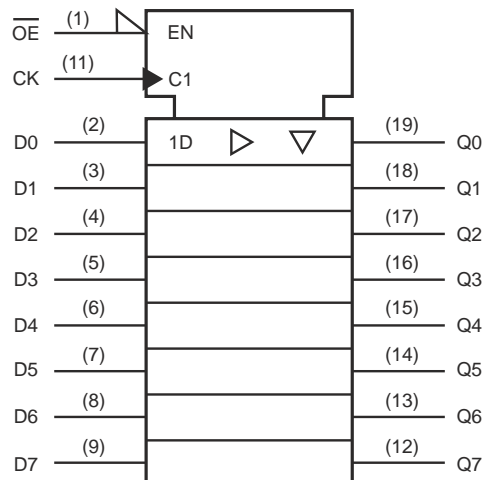 O̅E̅ (1) EN
CK (11) C1
D0 (2) 1D (19) Q0
D1 (3) (18) Q1
D2 (4) (17) Q2
D3 (5) (16) Q3
D4 (6) (15) Q4
D5 (7) (14) Q5
D6 (8) (13) Q6
D7 (9) (12) Q7